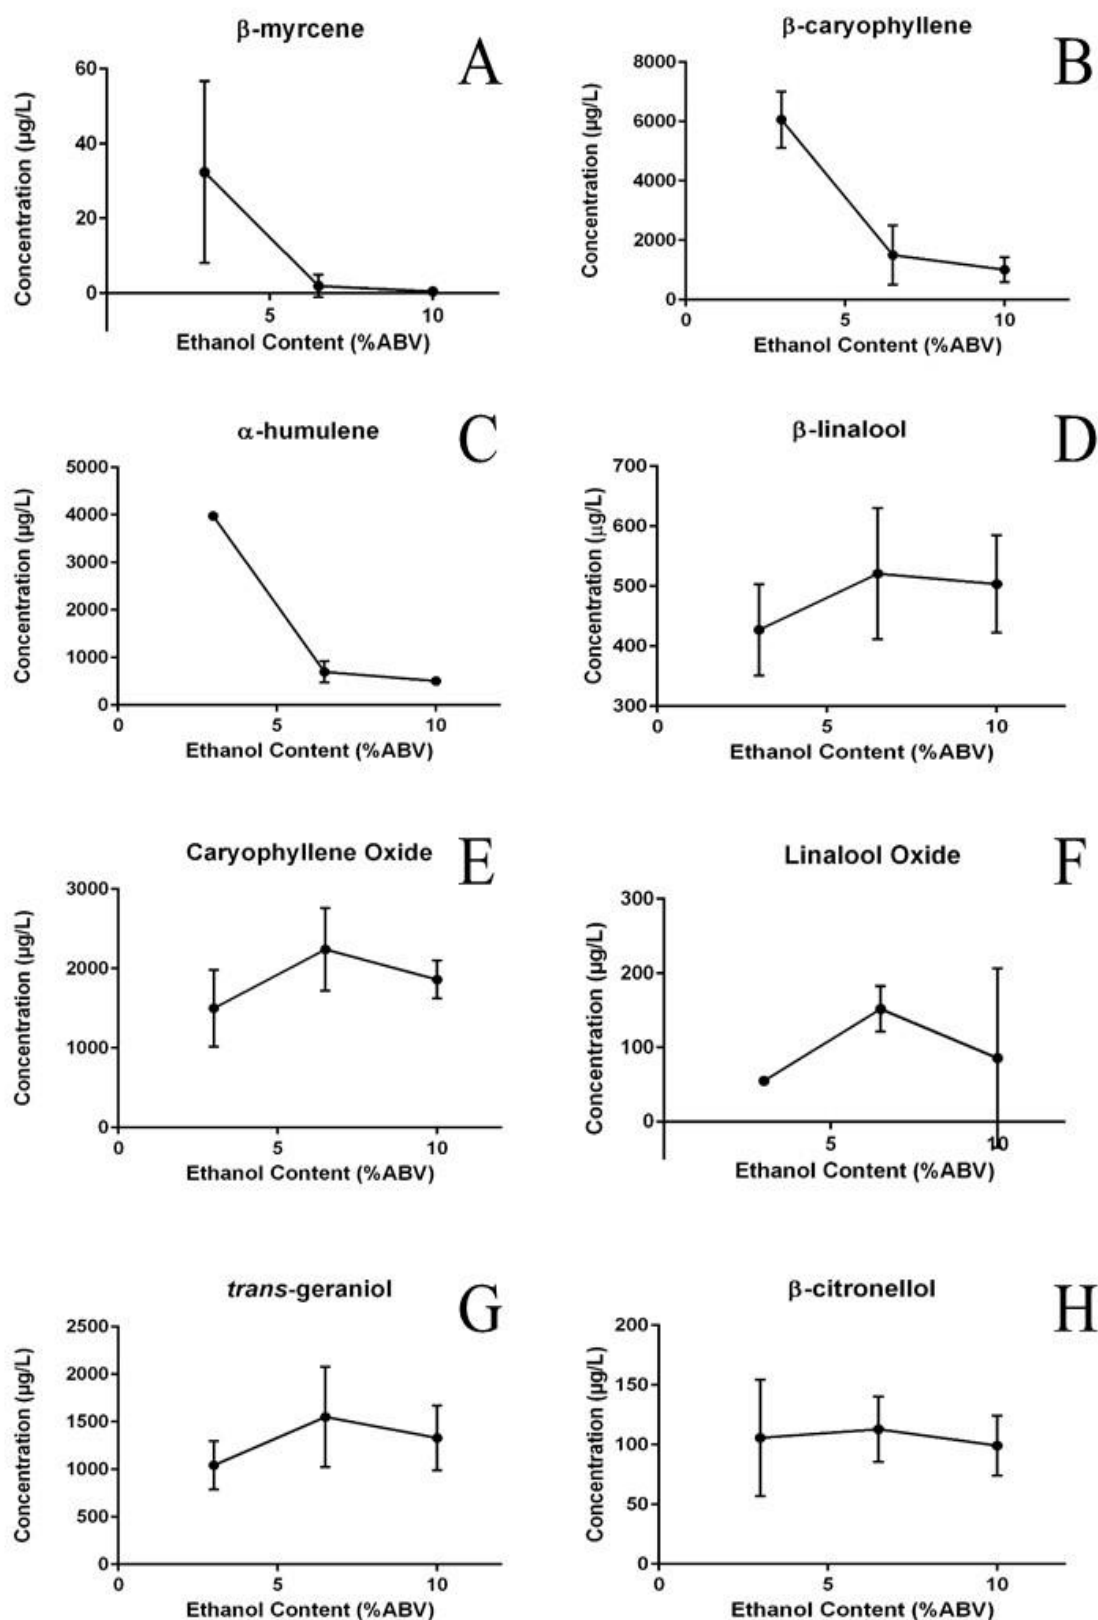 β-myrcene
A
60
40
20
0
5
10
Concentration (µg/L)
Ethanol Content (%ABV)
β-caryophyllene
B
8000
6000
4000
2000
0
0
5
10
Concentration (µg/L)
Ethanol Content (%ABV)
α-humulene
C
5000
4000
3000
2000
1000
0
0
5
10
Concentration (µg/L)
Ethanol Content (%ABV)
β-linalool
D
700
600
500
400
300
0
5
10
Concentration (µg/L)
Ethanol Content (%ABV)
Caryophyllene Oxide
E
3000
2000
1000
0
0
5
10
Concentration (µg/L)
Ethanol Content (%ABV)
Linalool Oxide
F
300
200
100
0
5
10
Concentration (µg/L)
Ethanol Content (%ABV)
trans-geraniol
G
2500
2000
1500
1000
500
0
0
5
10
Concentration (µg/L)
Ethanol Content (%ABV)
β-citronellol
H
200
150
100
50
0
0
5
10
Concentration (µg/L)
Ethanol Content (%ABV)